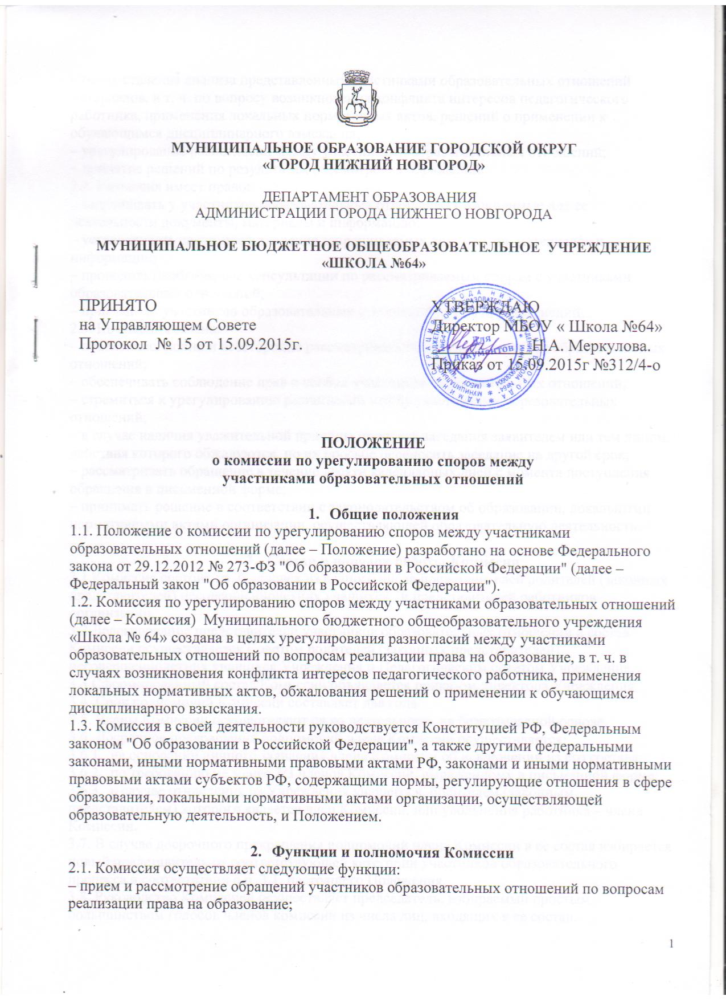 МУНИЦИПАЛЬНОЕ ОБРАЗОВАНИЕ ГОРОДСКОЙ ОКРУГ
«ГОРОД НИЖНИЙ НОВГОРОД»
ДЕПАРТАМЕНТ ОБРАЗОВАНИЯ
АДМИНИСТРАЦИИ ГОРОДА НИЖНЕГО НОВГОРОДА
МУНИЦИПАЛЬНОЕ БЮДЖЕТНОЕ ОБЩЕОБРАЗОВАТЕЛЬНОЕ УЧРЕЖДЕНИЕ
«ШКОЛА №64»
ПРИНЯТО
на Управляющем Совете
Протокол № 15 от 15.09.2015г.
УТВЕРЖДАЮ
Директор МБОУ « Школа №64»
Н.А. Меркулова.
Приказ от 15.09.2015г №312/4-о
Для
документов
ПОЛОЖЕНИЕ
о комиссии по урегулированию споров между
участниками образовательных отношений
1. Общие положения
1.1. Положение о комиссии по урегулированию споров между участниками
образовательных отношений (далее – Положение) разработано на основе Федерального
закона от 29.12.2012 № 273-ФЗ "Об образовании в Российской Федерации" (далее –
Федеральный закон "Об образовании в Российской Федерации").
1.2. Комиссия по урегулированию споров между участниками образовательных отношений
(далее – Комиссия) Муниципального бюджетного общеобразовательного учреждения
«Школа № 64» создана в целях урегулирования разногласий между участниками
образовательных отношений по вопросам реализации права на образование, в т. ч. в
случаях возникновения конфликта интересов педагогического работника, применения
локальных нормативных актов, обжалования решений о применении к обучающимся
дисциплинарного взыскания.
1.3. Комиссия в своей деятельности руководствуется Конституцией РФ, Федеральным
законом "Об образовании в Российской Федерации", а также другими федеральными
законами, иными нормативными правовыми актами РФ, законами и иными нормативными
правовыми актами субъектов РФ, содержащими нормы, регулирующие отношения в сфере
образования, локальными нормативными актами организации, осуществляющей
образовательную деятельность, и Положением.
2. Функции и полномочия Комиссии
2.1. Комиссия осуществляет следующие функции:
– прием и рассмотрение обращений участников образовательных отношений по вопросам
реализации права на образование;
1